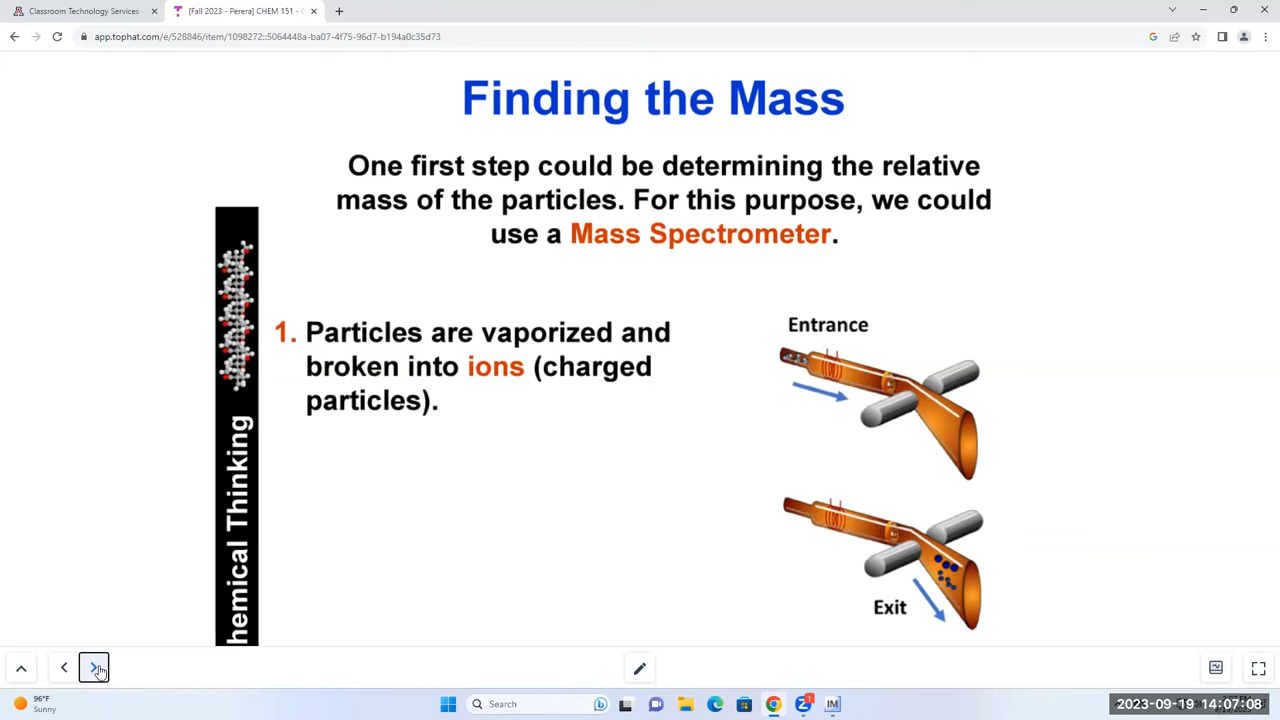 Classroom Technology Services
[Fall 2023 - Perera] CHEM 151 -
app.tophat.com/e/528846/item/1098272::5064448a-ba07-4f75-96d7-b194a0c35d73
Finding the Mass
One first step could be determining the relative
mass of the particles. For this purpose, we could
use a Mass Spectrometer.
1. Particles are vaporized and
broken into ions (charged
particles).
Entrance
Exit
hemical Thinking
96°F
Sunny
Search
1
IM
2023-09-19 14:07:08